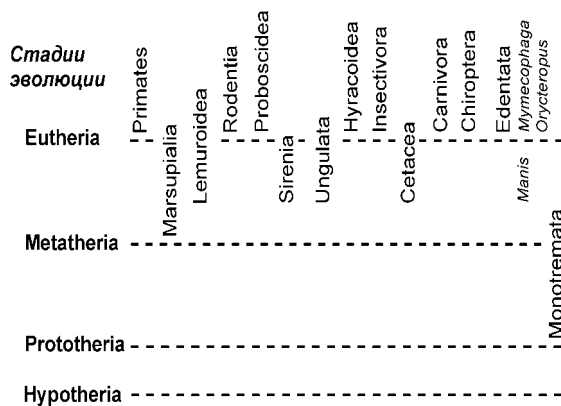 Стадии
эволюции
Primates
Rodentia
Proboscidea
Hyracoidea
Insectivora
Carnivora
Chiroptera
Edentata
Mymecophaga
Orycteropus
Eutheria
Marsupialia
Lemuroidea
Sirenia
Ungulata
Cetacea
Manis
Metatheria
Monotremata
Prototheria
Hypotheria